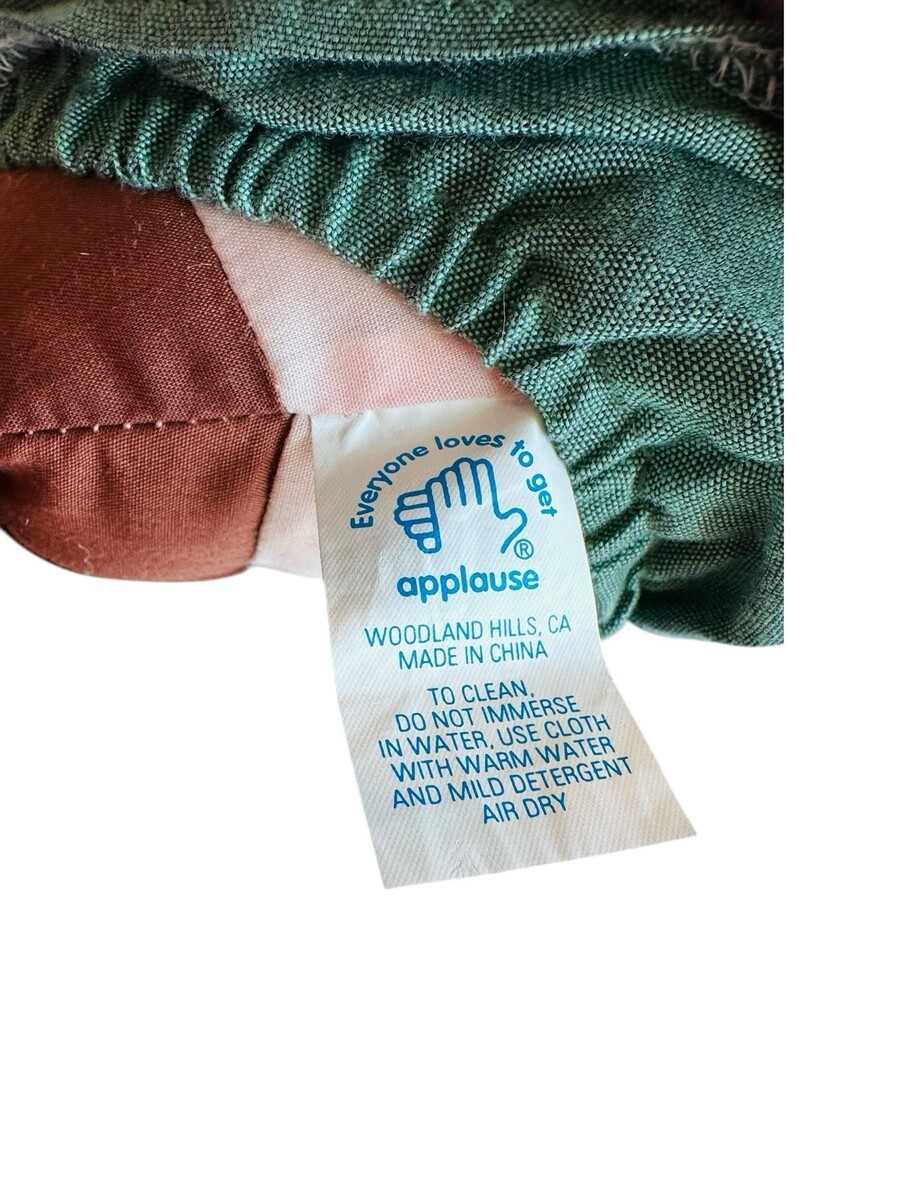 Everyone loves to get
®
applause
WOODLAND HILLS, CA
MADE IN CHINA
TO CLEAN,
DO NOT IMMERSE
IN WATER, USE CLOTH
WITH WARM WATER
AND MILD DETERGENT
AIR DRY